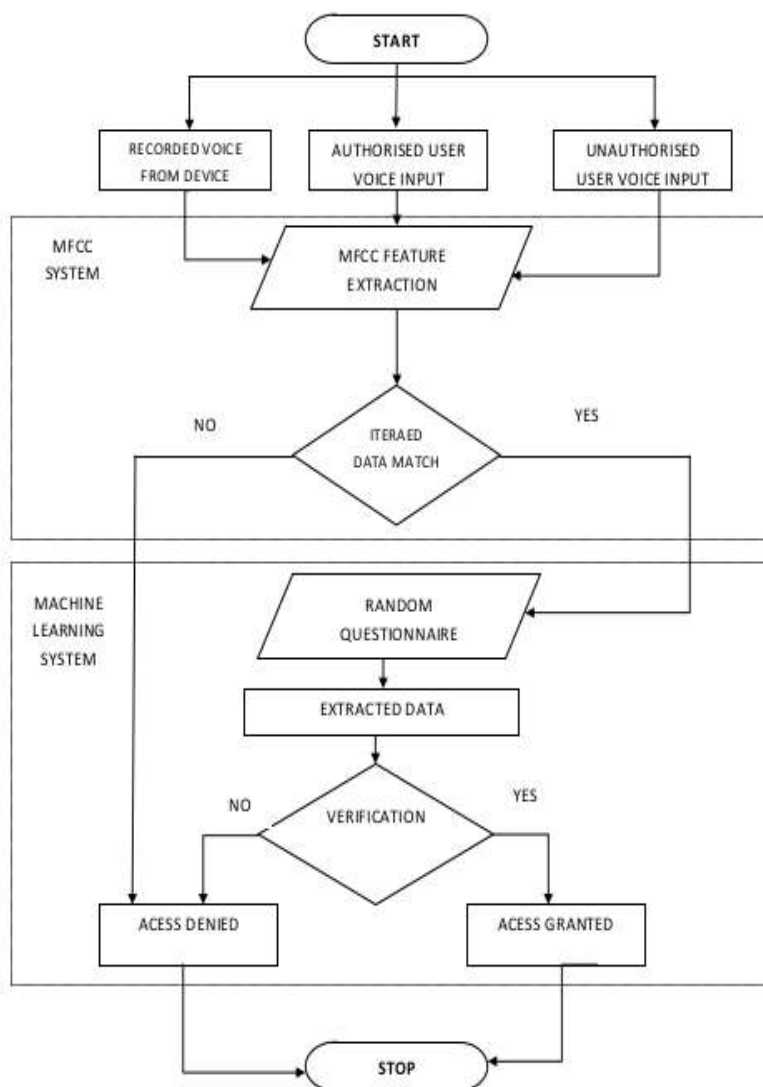 START
RECORDED VOICE
FROM DEVICE
AUTHORISED USER
VOICE INPUT
UNAUTHORISED
USER VOICE INPUT
MFCC
SYSTEM
MFCC FEATURE
EXTRACTION
NO
YES
ITERAED
DATA MATCH
MACHINE
LEARNING
SYSTEM
RANDOM
QUESTIONNAIRE
EXTRACTED DATA
NO
YES
VERIFICATION
ACESS DENIED
ACESS GRANTED
STOP